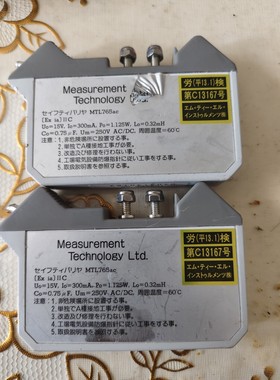 Measurement
Technology
セイフティバリヤ MTL765ac
[Ex ia]ⅡC
Uo=15V, Io=300mA, Po=1.125W, Lo=0.32mH
Co=0.75μF, Um=250V AC/DC, 周囲温度=60℃
注意:1. 非危険場所に設置する事。
2. 単独でA種接地工事が必要。
3. 改造及び修理を行わない事。
4. 工場電気設備防爆指針に従い工事をする事。
5. 取扱説明書を参照する事。
労(平13.1)検
第C13167号
エム・ティー・エル・
インストゥルメンツ㈱
Measurement
Technology Ltd.
セイフティバリヤ MTL765ac
[Ex ia]ⅡC
Uo=15V, Io=300mA, Po=1.125W, Lo=0.32mH
Co=0.75μF, Um=250V AC/DC, 周囲温度=60℃
注意:1. 非危険場所に設置する事。
2. 単独でA種接地工事が必要。
3. 改造及び修理を行わない事。
4. 工場電気設備防爆指針に従い工事をする事。
5. 取扱説明書を参照する事。
労(平13.1)検
第C13167号
エム・ティー・エル・
インストゥルメンツ㈱